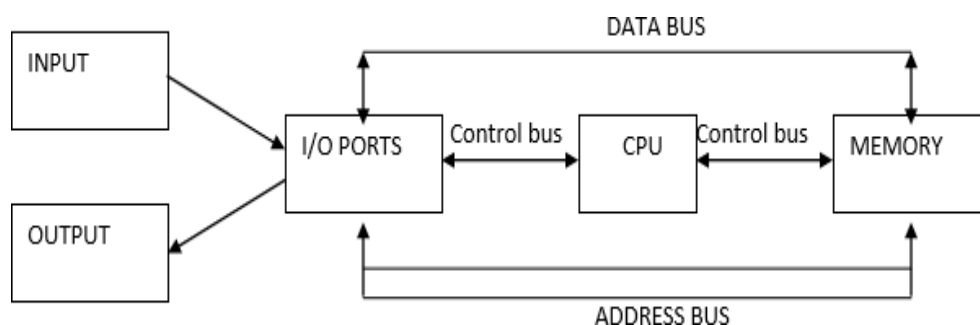 DATA BUS
INPUT
I/O PORTS
Control bus
CPU
Control bus
MEMORY
OUTPUT
ADDRESS BUS